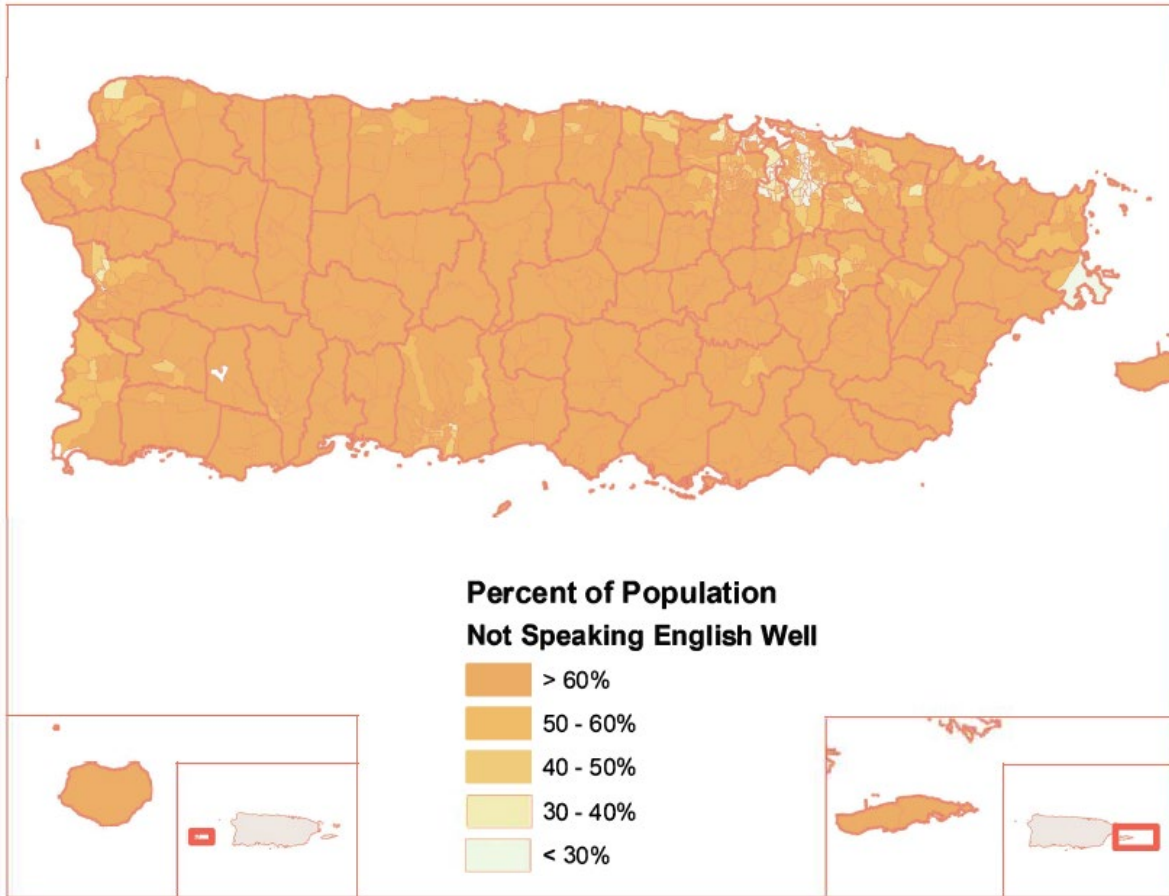 Percent of Population
Not Speaking English Well
> 60%
50 - 60%
40 - 50%
30 - 40%
< 30%